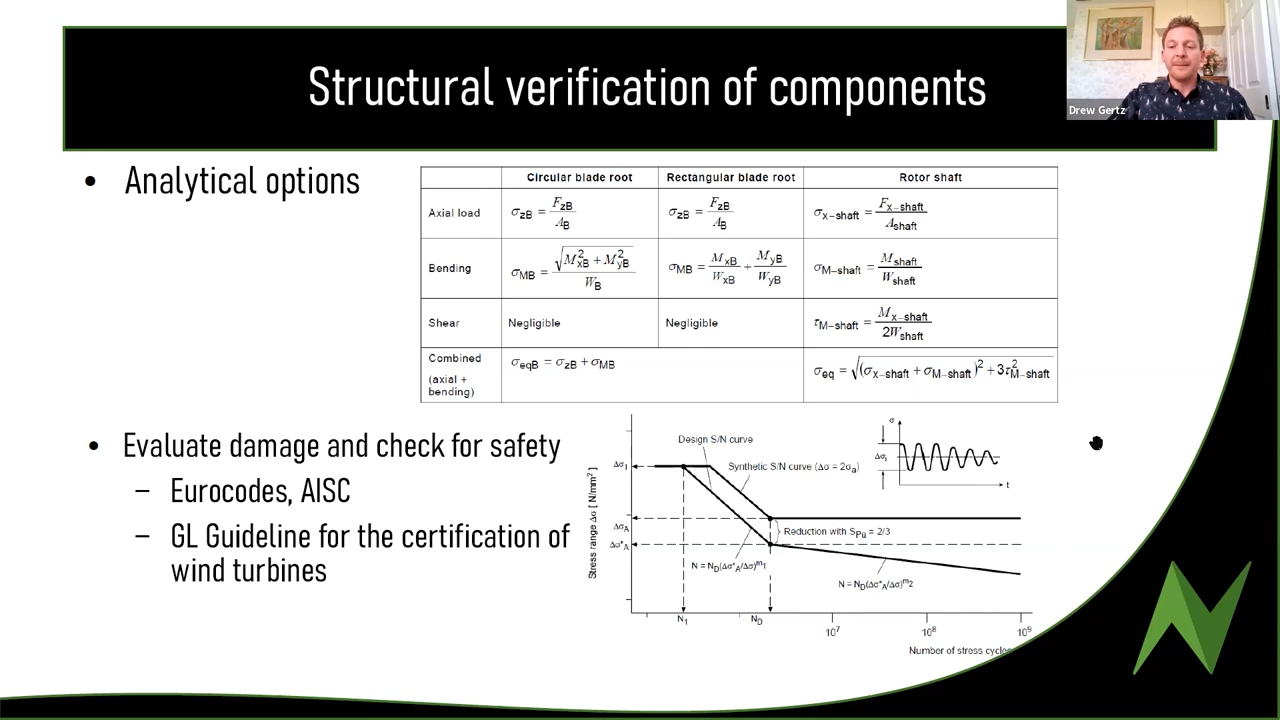 Structural verification of components
Drew Gertz
• Analytical options
Circular blade root Rectangular blade root Rotor shaft
Axial load σzB = FzB / AB σzB = FzB / AB σx−shaft = Fx−shaft / Ashaft
Bending σMB = √(M²xB + M²yB) / WB σMB = MxB / WxB + MyB / WyB σM−shaft = Mshaft / Wshaft
Shear Negligible Negligible τM−shaft = Mx−shaft / 2Wshaft
Combined σeqB = σzB + σMB σeq = √((σx−shaft + σM−shaft)² + 3τ²M−shaft)
(axial +
bending)
• Evaluate damage and check for safety
– Eurocodes, AISC
– GL Guideline for the certification of
wind turbines
Design S/N curve
Synthetic S/N curve (Δσ = 2σa)
Δσ1
ΔσA
Δσ*A
Stress range Δσ [ N/mm² ]
Reduction with SPü = 2/3
N = ND(Δσ*A/Δσ)m1
N = ND(Δσ*A/Δσ)m2
σ
Δσi
t
N1 ND 10⁷ 10⁸ 10⁹
Number of stress cycles